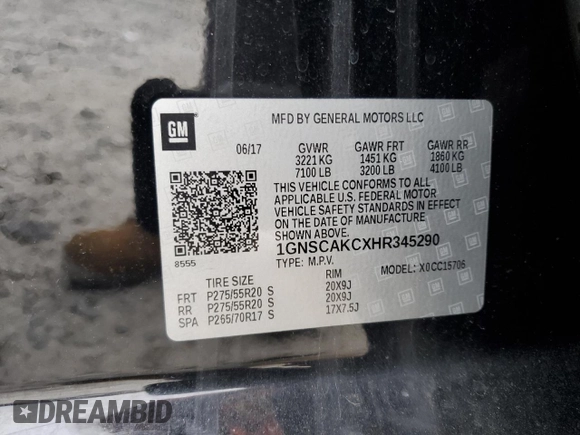 GM
MFD BY GENERAL MOTORS LLC
06/17 GVWR GAWR FRT GAWR RR
3221 KG 1451 KG 1860 KG
7100 LB 3200 LB 4100 LB
THIS VEHICLE CONFORMS TO ALL
APPLICABLE U.S. FEDERAL MOTOR
VEHICLE SAFETY STANDARDS IN EFFECT
ON THE DATE OF MANUFACTURE
SHOWN ABOVE.
1GNSCAKCXHR345290
TYPE: M.P.V. MODEL: X0CC15706
8555
TIRE SIZE RIM
FRT P275/55R20 S 20X9J
RR P275/55R20 S 20X9J
SPA P265/70R17 S 17X7.5J
DREAMBID